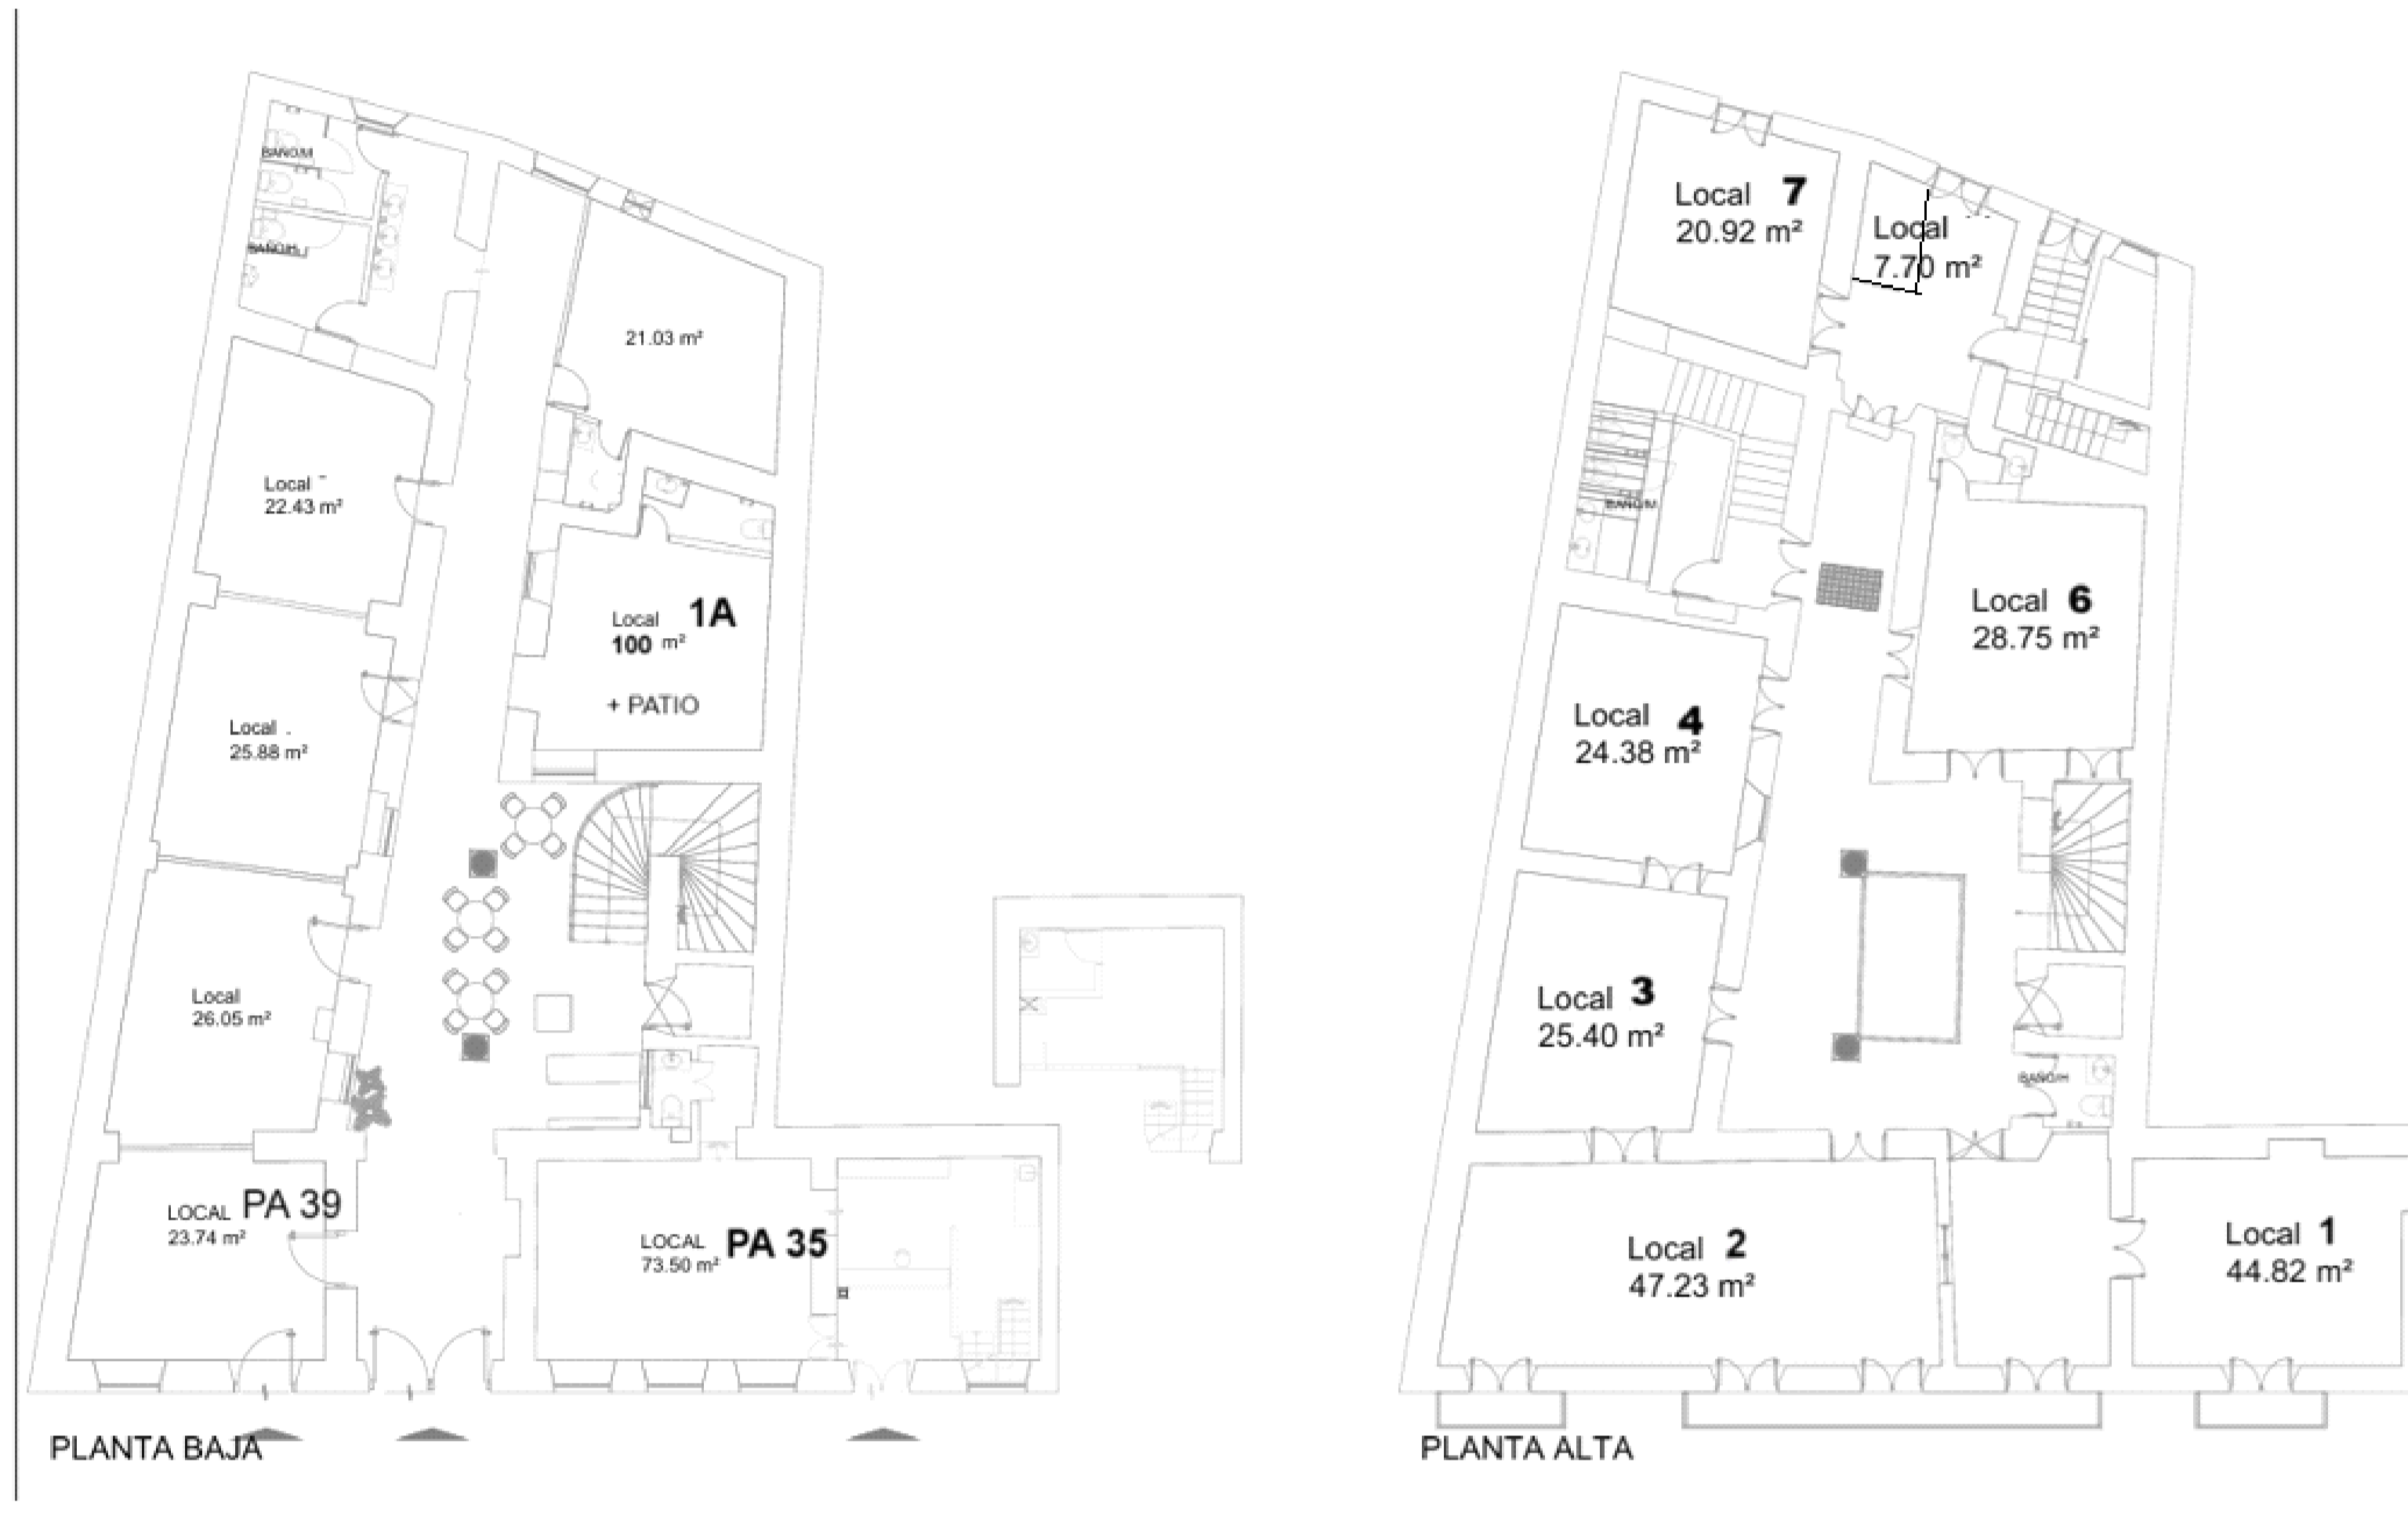 BAÑO/M
BAÑO/H
21.03 m²
Local
22.43 m²
Local 1A
100 m²
+ PATIO
Local
25.88 m²
Local
26.05 m²
LOCAL PA 39
23.74 m²
LOCAL PA 35
73.50 m²
PLANTA BAJA
Local 7
20.92 m²
Local
7.70 m²
BAÑO/M
Local 6
28.75 m²
Local 4
24.38 m²
Local 3
25.40 m²
BAÑO/H
Local 2
47.23 m²
Local 1
44.82 m²
PLANTA ALTA